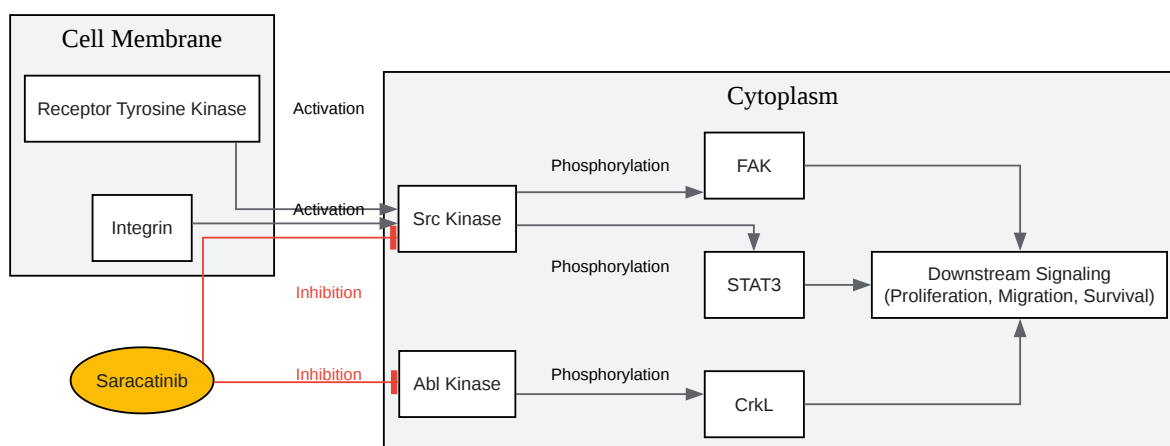 Cell Membrane
Receptor Tyrosine Kinase
Integrin
Activation
Activation
Inhibition
Inhibition
Saracatinib
Cytoplasm
Src Kinase
Abl Kinase
Phosphorylation
Phosphorylation
Phosphorylation
FAK
STAT3
CrkL
Downstream Signaling
(Proliferation, Migration, Survival)